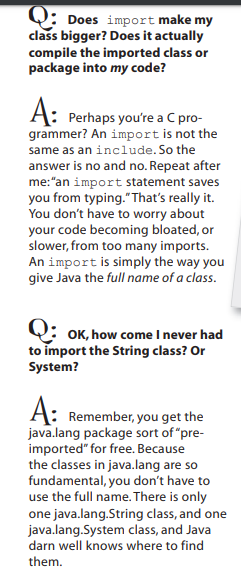 Q: Does import make my
class bigger? Does it actually
compile the imported class or
package into my code?
A: Perhaps you're a C pro-
grammer? An import is not the
same as an include. So the
answer is no and no. Repeat after
me: “an import statement saves
you from typing.” That's really it.
You don't have to worry about
your code becoming bloated, or
slower, from too many imports.
An import is simply the way you
give Java the full name of a class.
Q: OK, how come I never had
to import the String class? Or
System?
A: Remember, you get the
java.lang package sort of “pre-
imported” for free. Because
the classes in java.lang are so
fundamental, you don't have to
use the full name. There is only
one java.lang.String class, and one
java.lang.System class, and Java
darn well knows where to find
them.